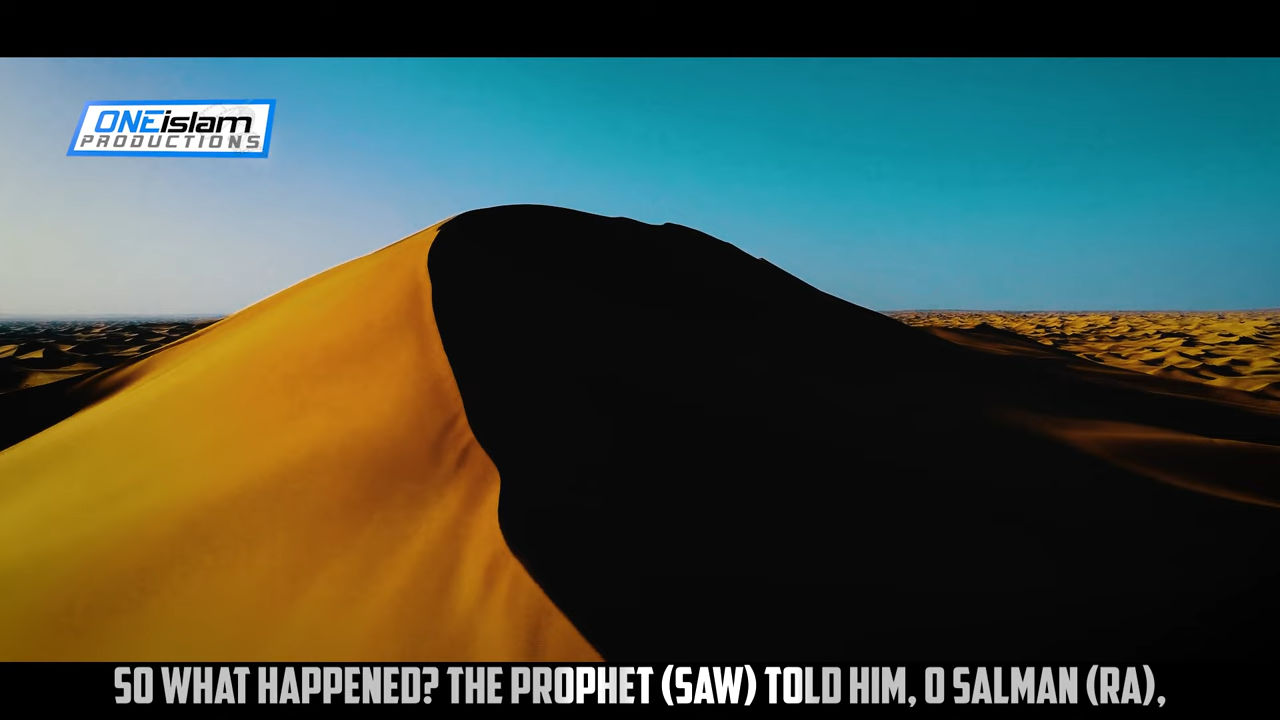 ONEislam
PRODUCTIONS
SO WHAT HAPPENED? THE PROPHET (SAW) TOLD HIM, O SALMAN (RA),